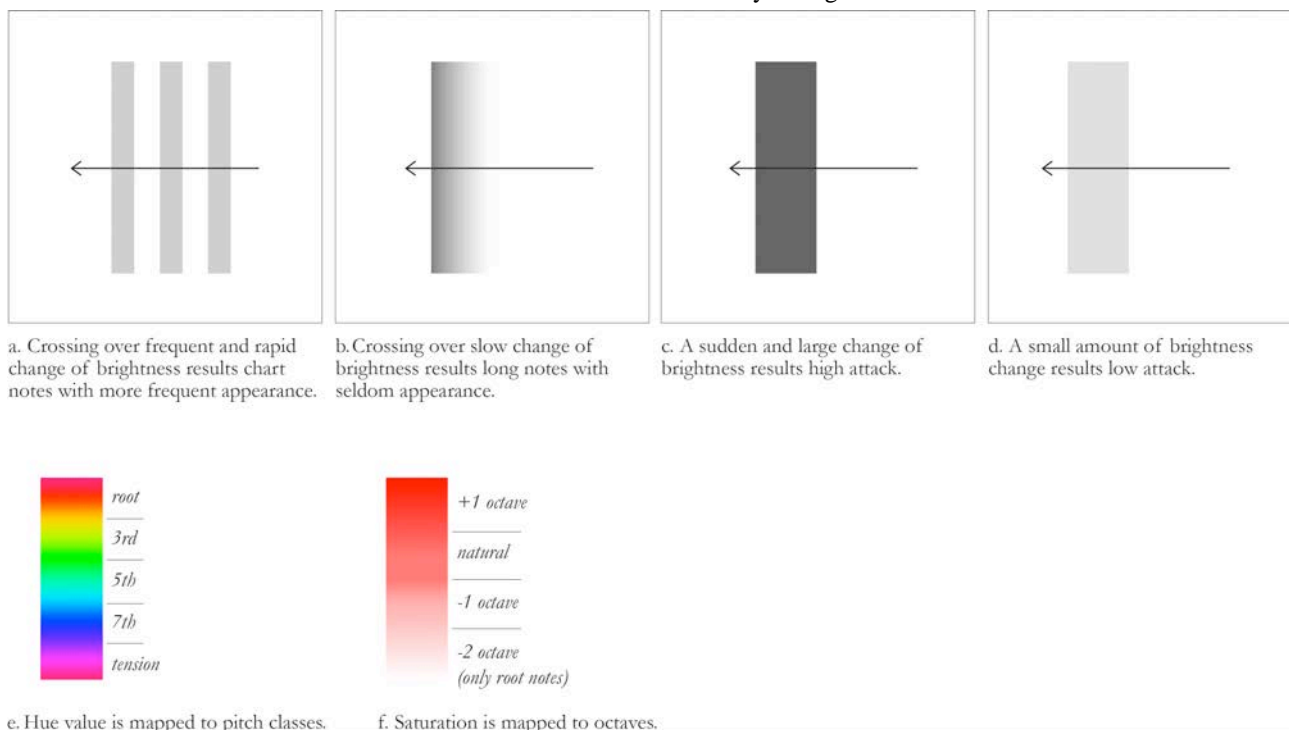 a. Crossing over frequent and rapid
change of brightness results chart
notes with more frequent appearance.
b. Crossing over slow change of
brightness results long notes with
seldom appearance.
c. A sudden and large change of
brightness results high attack.
d. A small amount of brightness
change results low attack.
root
3rd
5th
7th
tension
e. Hue value is mapped to pitch classes.
+1 octave
natural
-1 octave
-2 octave
(only root notes)
f. Saturation is mapped to octaves.